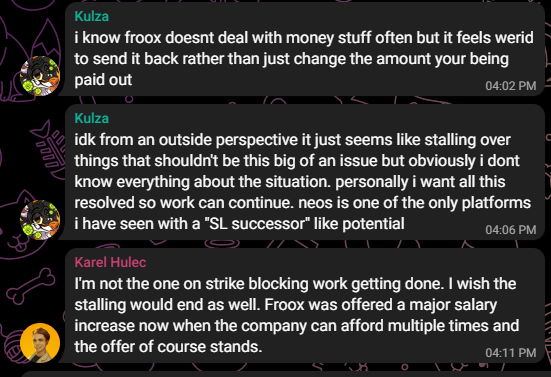 Kulza
i know froox doesnt deal with money stuff often but it feels werid
to send it back rather than just change the amount your being
paid out
04:02 PM
Kulza
idk from an outside perspective it just seems like stalling over
things that shouldn't be this big of an issue but obviously i dont
know everything about the situation. personally i want all this
resolved so work can continue. neos is one of the only platforms
i have seen with a "SL successor" like potential
04:06 PM
Karel Hulec
I'm not the one on strike blocking work getting done. I wish the
stalling would end as well. Froox was offered a major salary
increase now when the company can afford multiple times and
the offer of course stands.
04:11 PM